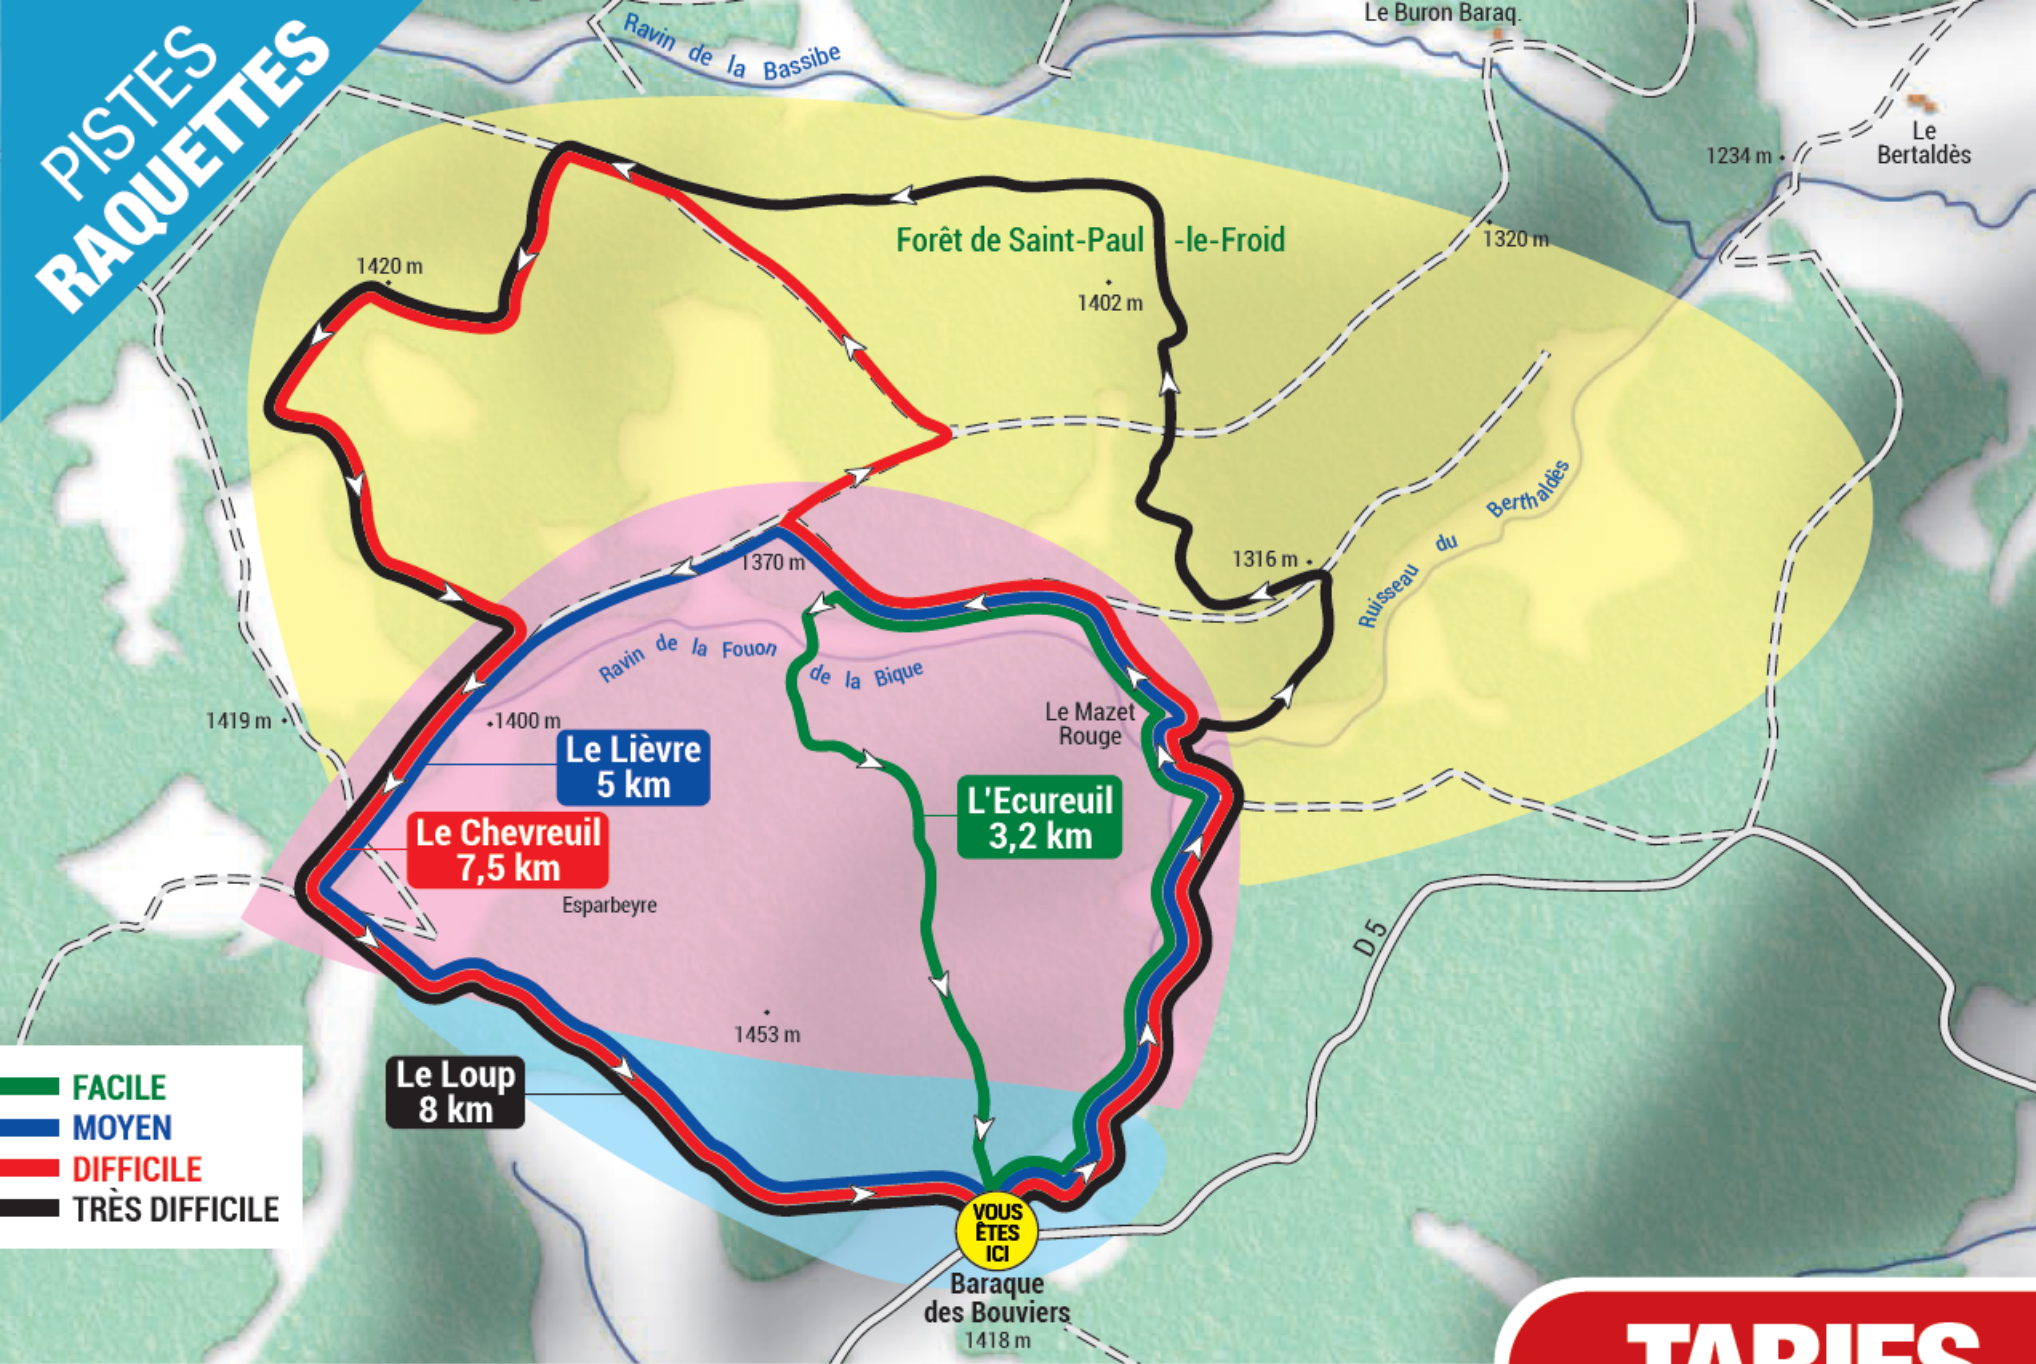 PISTES
RAQUETTES
Ravin de la Bassibe
Le Buron Baraq.
Le
Bertaldès
1234 m
1320 m
Forêt de Saint-Paul -le-Froid
1420 m
1402 m
Ruisseau du Berthaldès
1316 m
1370 m
Ravin de la Fouon
de la Bique
Le Mazet
Rouge
1419 m
1400 m
Le Lièvre
5 km
L'Ecureuil
3,2 km
Le Chevreuil
7,5 km
Esparbeyre
D 5
1453 m
Le Loup
8 km
FACILE
MOYEN
DIFFICILE
TRÈS DIFFICILE
VOUS
ÊTES
ICI
Baraque
des Bouviers
1418 m
TARIFS